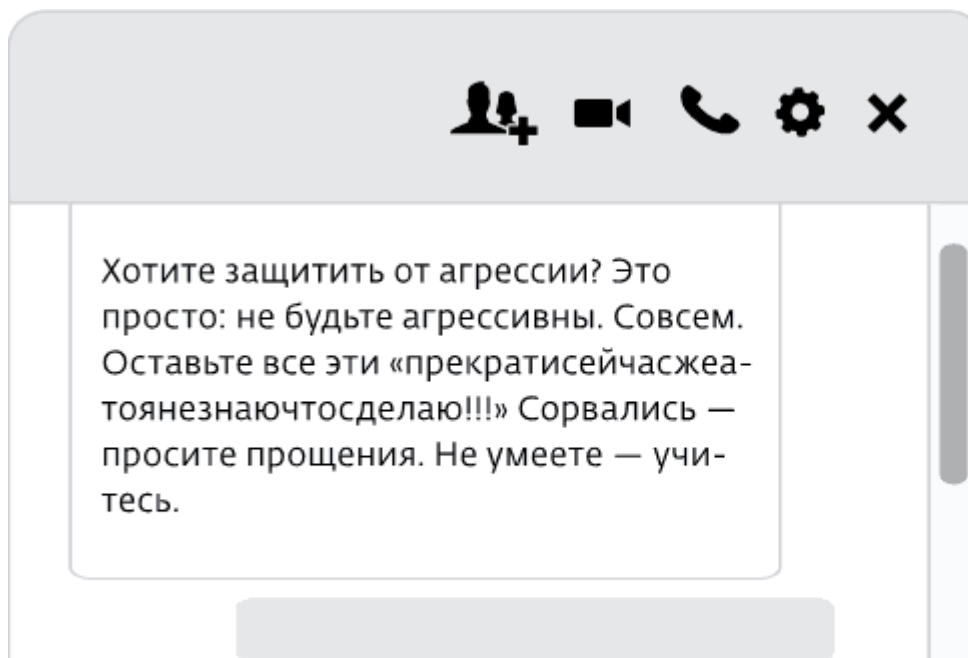 Хотите защитить от агрессии? Это
просто: не будьте агрессивны. Совсем.
Оставьте все эти «прекратисейчасжеа-
тоянезнаючтосделаю!!!» Сорвались —
просите прощения. Не умеете — учи-
тесь.